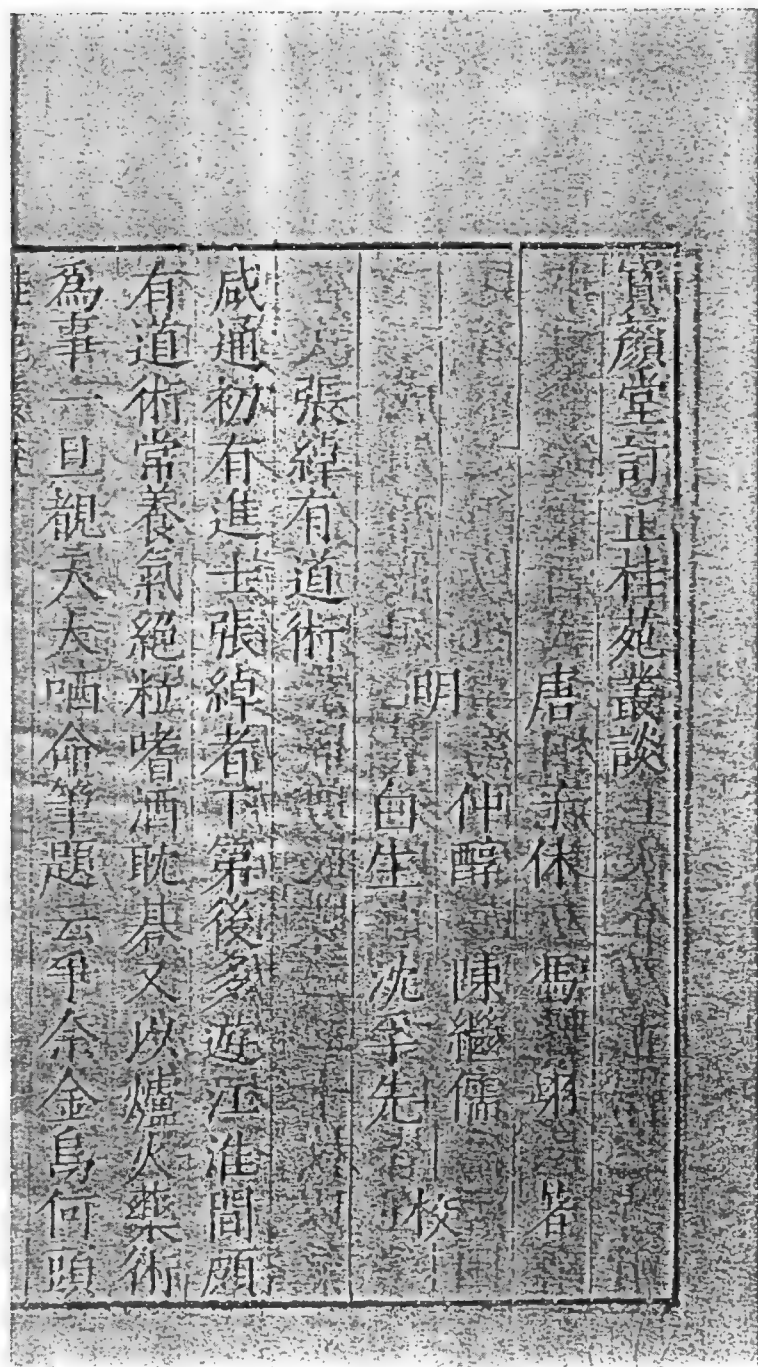 寶顏堂訂正桂苑叢談
唐 子休 馮翊 著
明 仲醇 陳繼儒 校
白生 沈孚先
張綽有道術
咸通初有進士張綽者下第後多遊江淮間頗
有道術常養氣絕粒嗜酒耽棊又以爐火藥術
為事一旦覩天大哂命筆題云爭奈金烏何頭